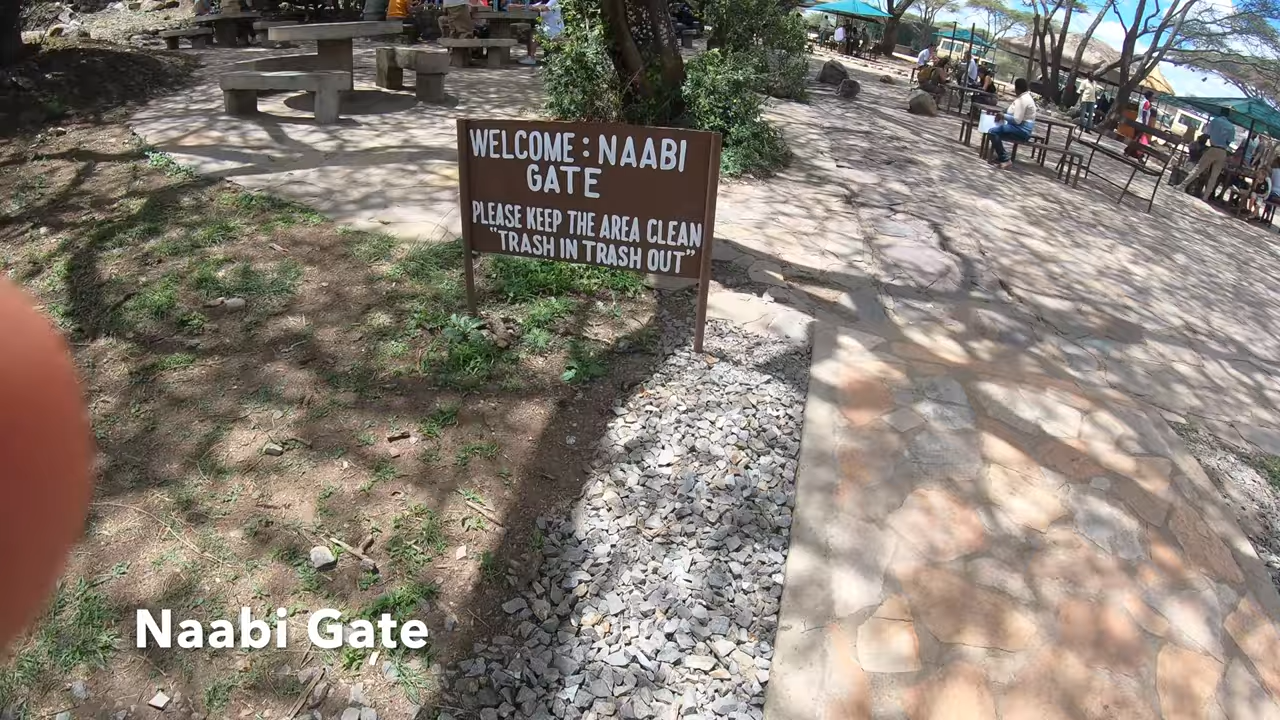 WELCOME : NAABI
GATE
PLEASE KEEP THE AREA CLEAN
"TRASH IN TRASH OUT"
Naabi Gate